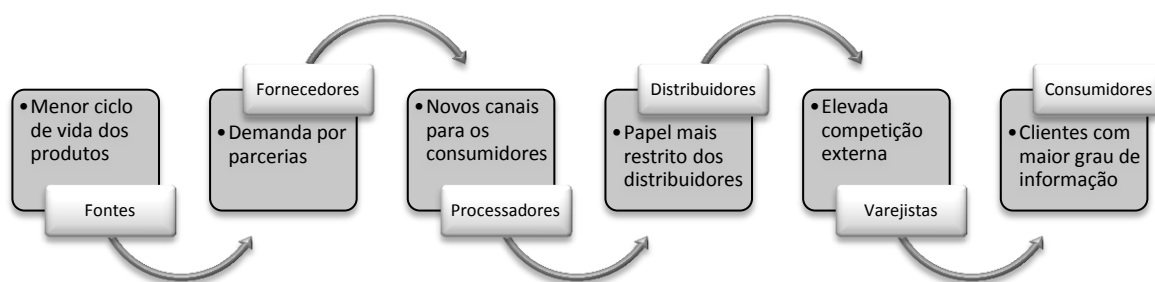 • Menor ciclo
de vida dos
produtos
Fontes
Fornecedores
• Demanda por
parcerias
• Novos canais
para os
consumidores
Processadores
Distribuidores
• Papel mais
restrito dos
distribuidores
• Elevada
competição
externa
Varejistas
Consumidores
• Clientes com
maior grau de
informação